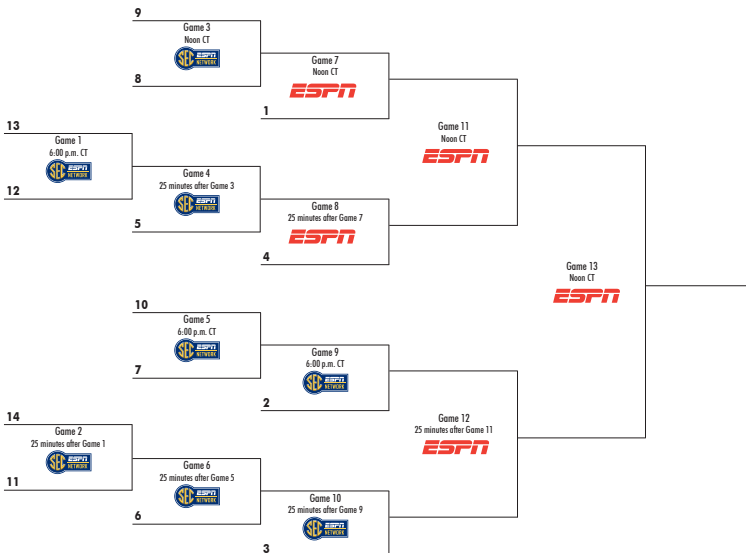 9
Game 3
Noon CT
SEC ESPN NETWORK
8
Game 7
Noon CT
ESPN
1
Game 11
Noon CT
ESPN
13
Game 1
6:00 p.m. CT
SEC ESPN NETWORK
12
Game 4
25 minutes after Game 3
SEC ESPN NETWORK
5
Game 8
25 minutes after Game 7
ESPN
4
Game 13
Noon CT
ESPN
10
Game 5
6:00 p.m. CT
SEC ESPN NETWORK
7
Game 9
6:00 p.m. CT
SEC ESPN NETWORK
2
Game 12
25 minutes after Game 11
ESPN
14
Game 2
25 minutes after Game 1
SEC ESPN NETWORK
11
Game 6
25 minutes after Game 5
SEC ESPN NETWORK
6
Game 10
25 minutes after Game 9
SEC ESPN NETWORK
3